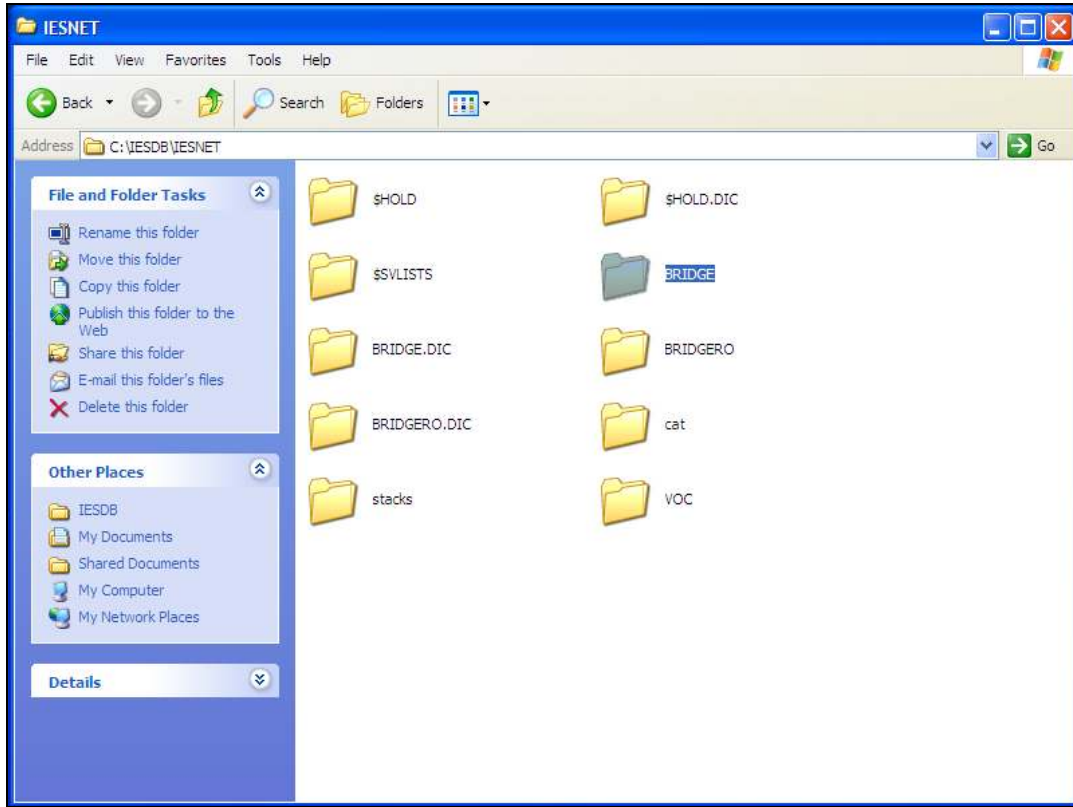 IESNET
File Edit View Favorites Tools Help
Back Search Folders
Address C:\IESDB\IESNET Go
File and Folder Tasks
Rename this folder
Move this folder
Copy this folder
Publish this folder to the
Web
Share this folder
E-mail this folder's files
Delete this folder
Other Places
IESDB
My Documents
Shared Documents
My Computer
My Network Places
Details
$HOLD $HOLD.DIC
$SVLISTS BRIDGE
BRIDGE.DIC BRIDGERO
BRIDGERO.DIC cat
stacks VOC